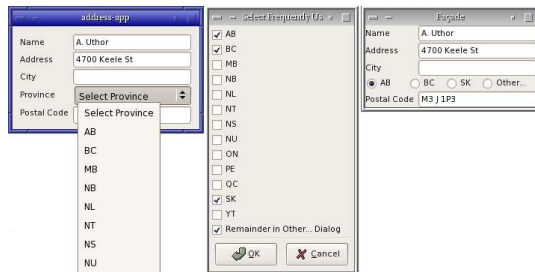 address-app
Name A. Uthor
Address 4700 Keele St
City
Province Select Province
Postal Code
Select Province
AB
BC
MB
NB
NL
NT
NS
NU
Select Frequently Us
AB
BC
MB
NB
NL
NT
NS
NU
ON
PE
QC
SK
YT
Remainder in Other... Dialog
OK Cancel
Façade
Name A. Uthor
Address 4700 Keele St
City
AB BC SK Other...
Postal Code M3 J 1P3